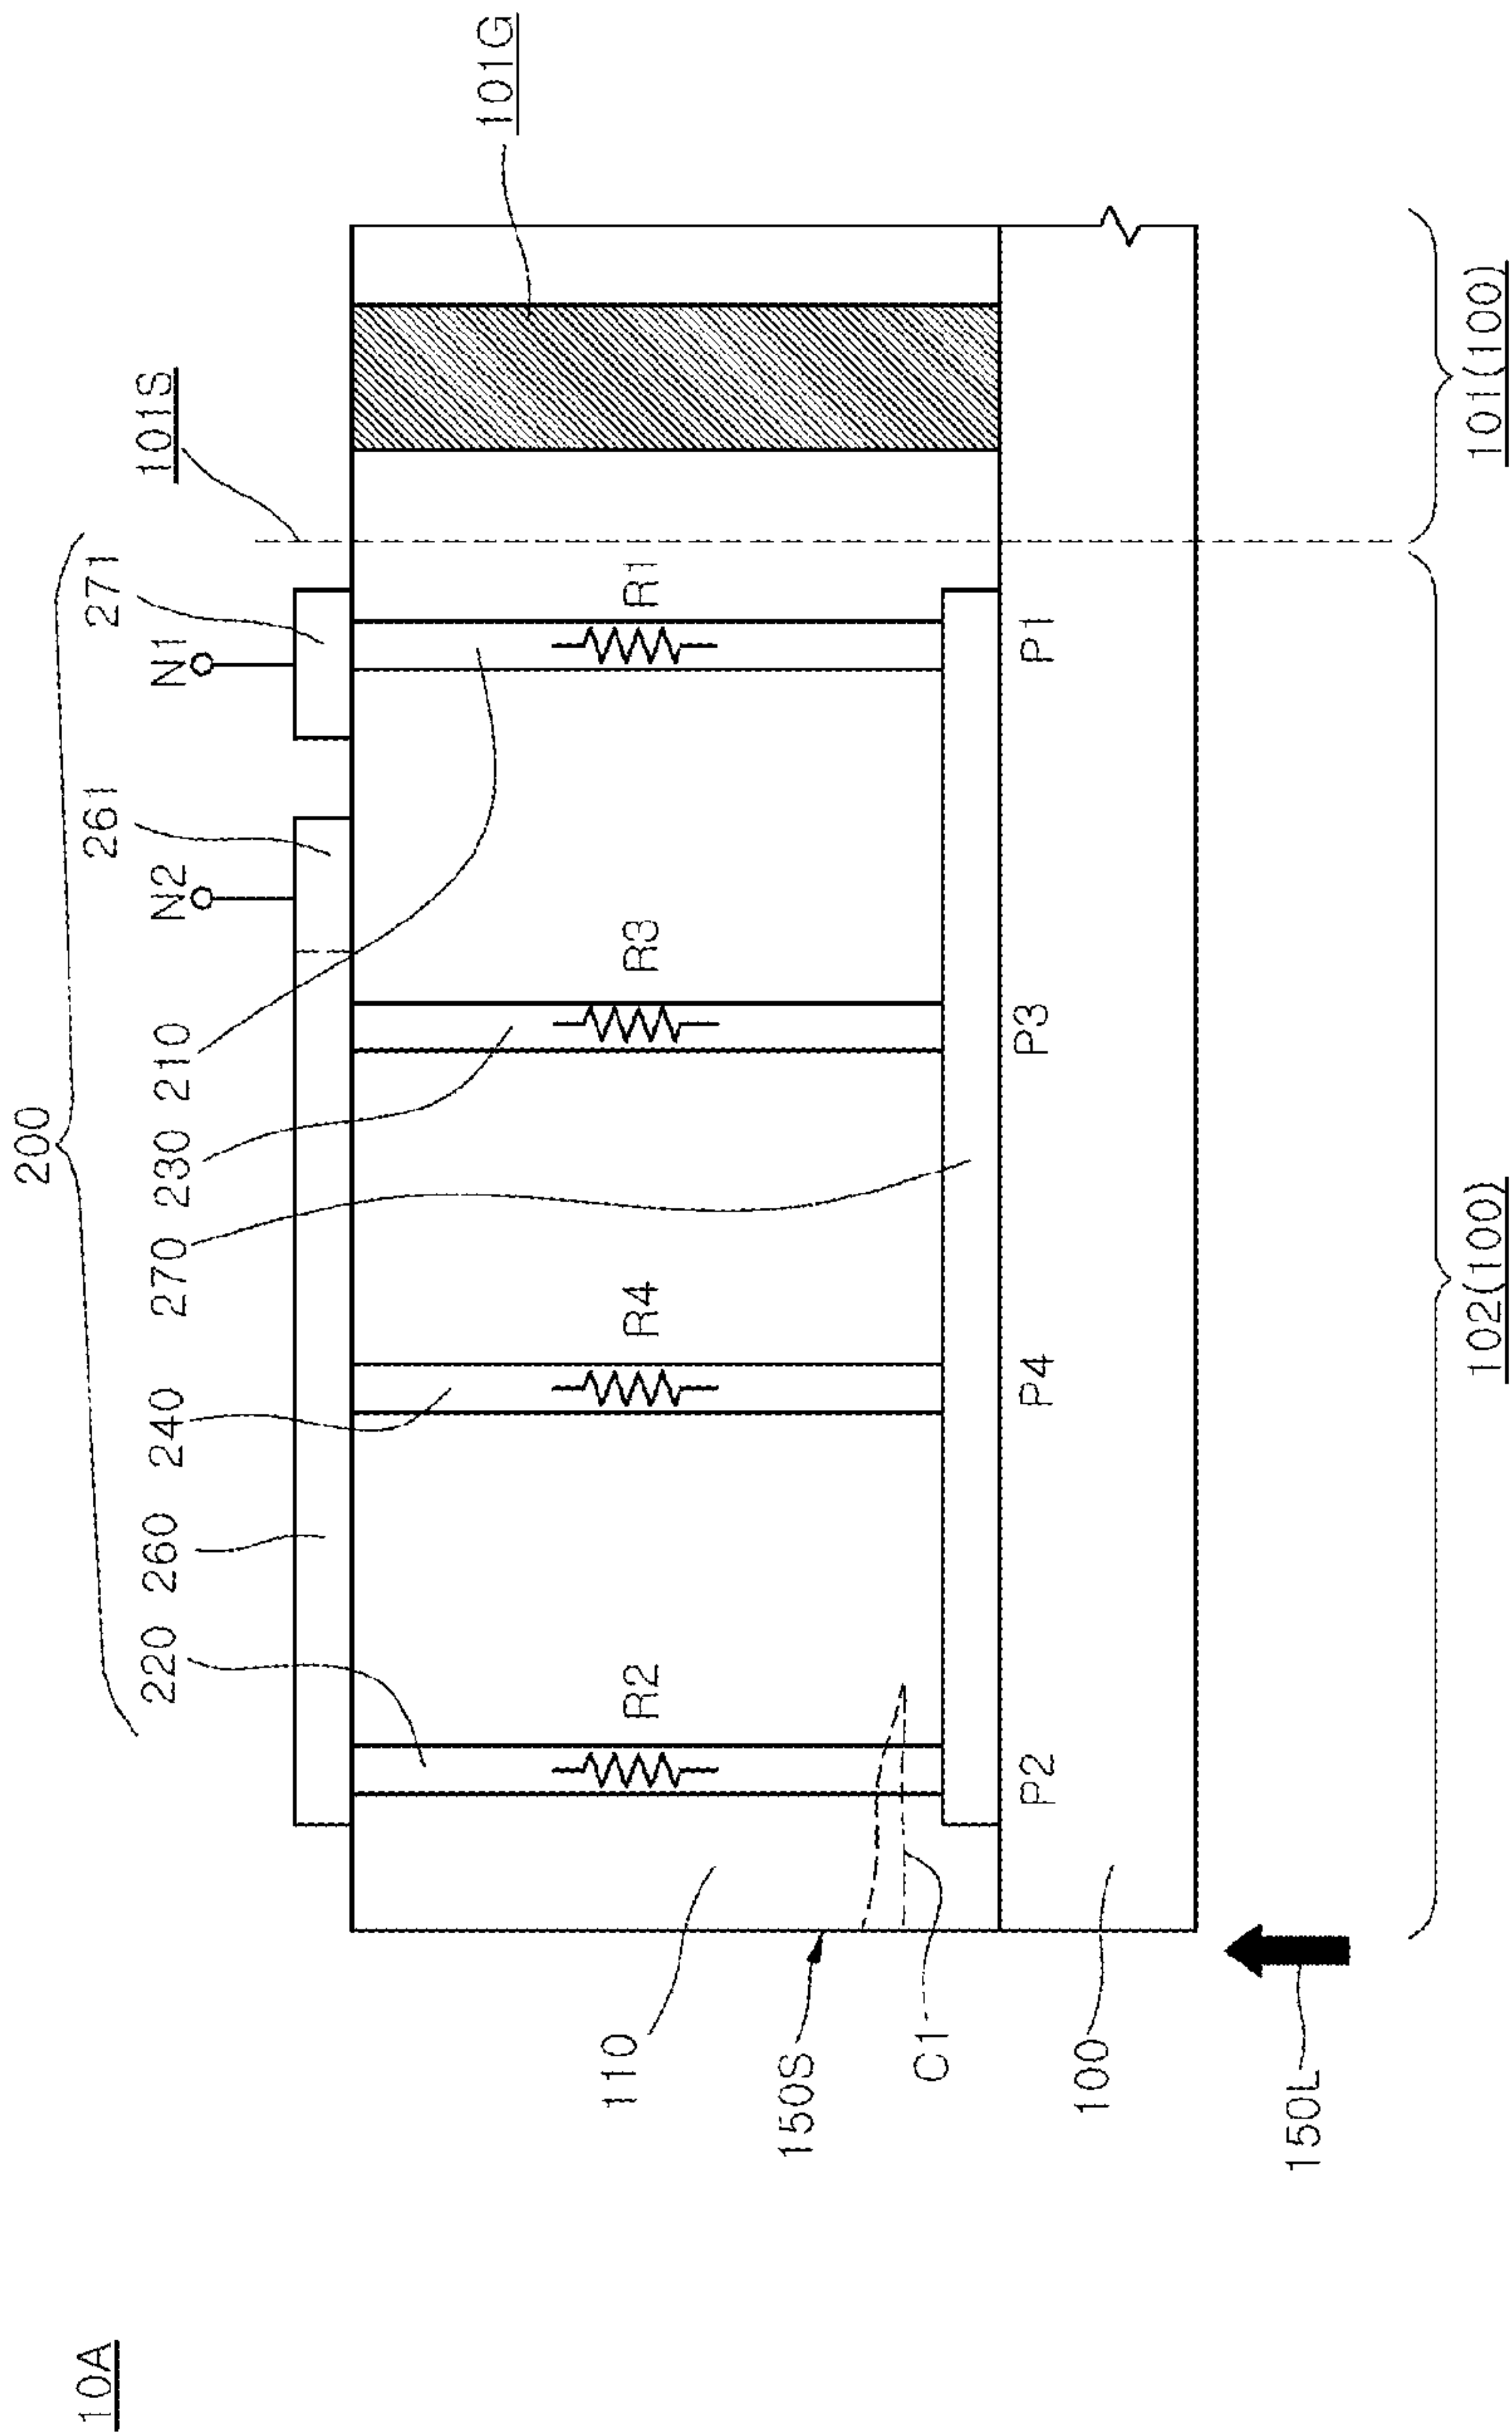 10A
200
N2 N1 101S
220 260 240 270 230 210 261 271
101G
R2 R4 R3 R1
110
150S
C1
100
P2 P4 P3 P1
150L
102(100) 101(100)